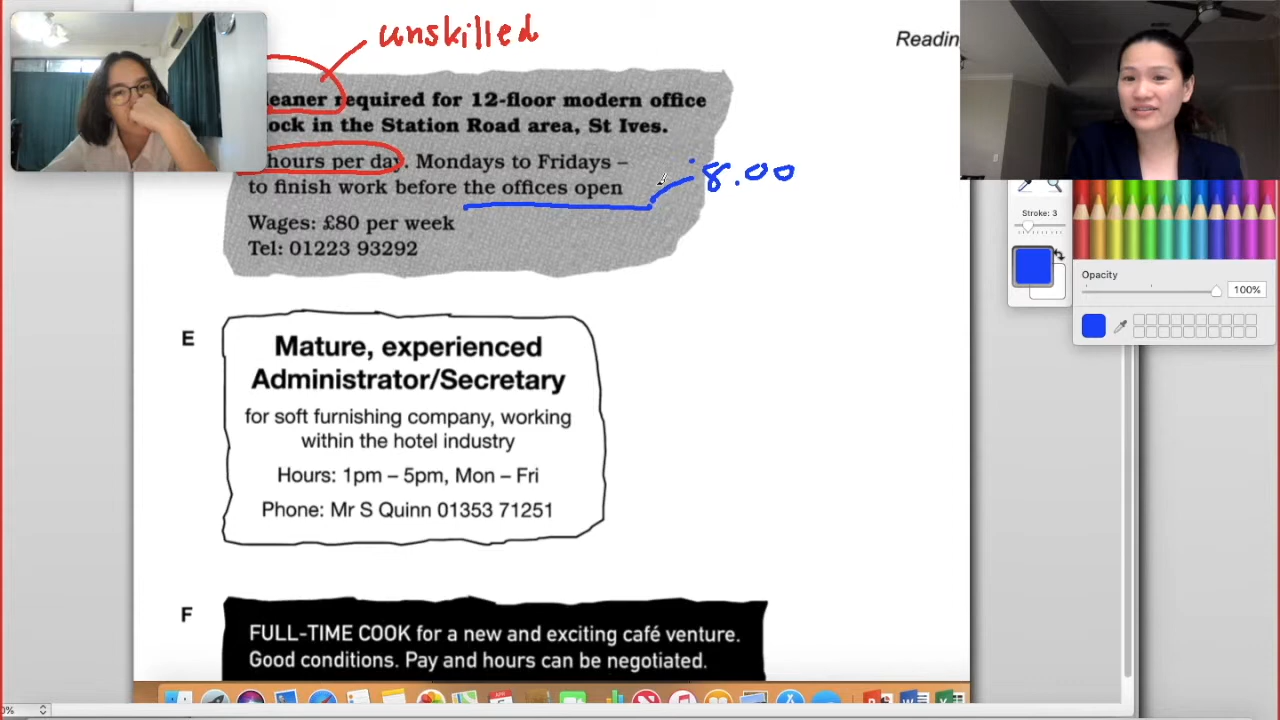 unskilled
Reading
leaner required for 12-floor modern office
ock in the Station Road area, St Ives.
hours per day. Mondays to Fridays –
to finish work before the offices open
8.00
Wages: £80 per week
Tel: 01223 93292
Stroke: 3
Opacity
100%
E
Mature, experienced
Administrator/Secretary
for soft furnishing company, working
within the hotel industry
Hours: 1pm – 5pm, Mon – Fri
Phone: Mr S Quinn 01353 71251
F
FULL-TIME COOK for a new and exciting café venture.
Good conditions. Pay and hours can be negotiated.
0%